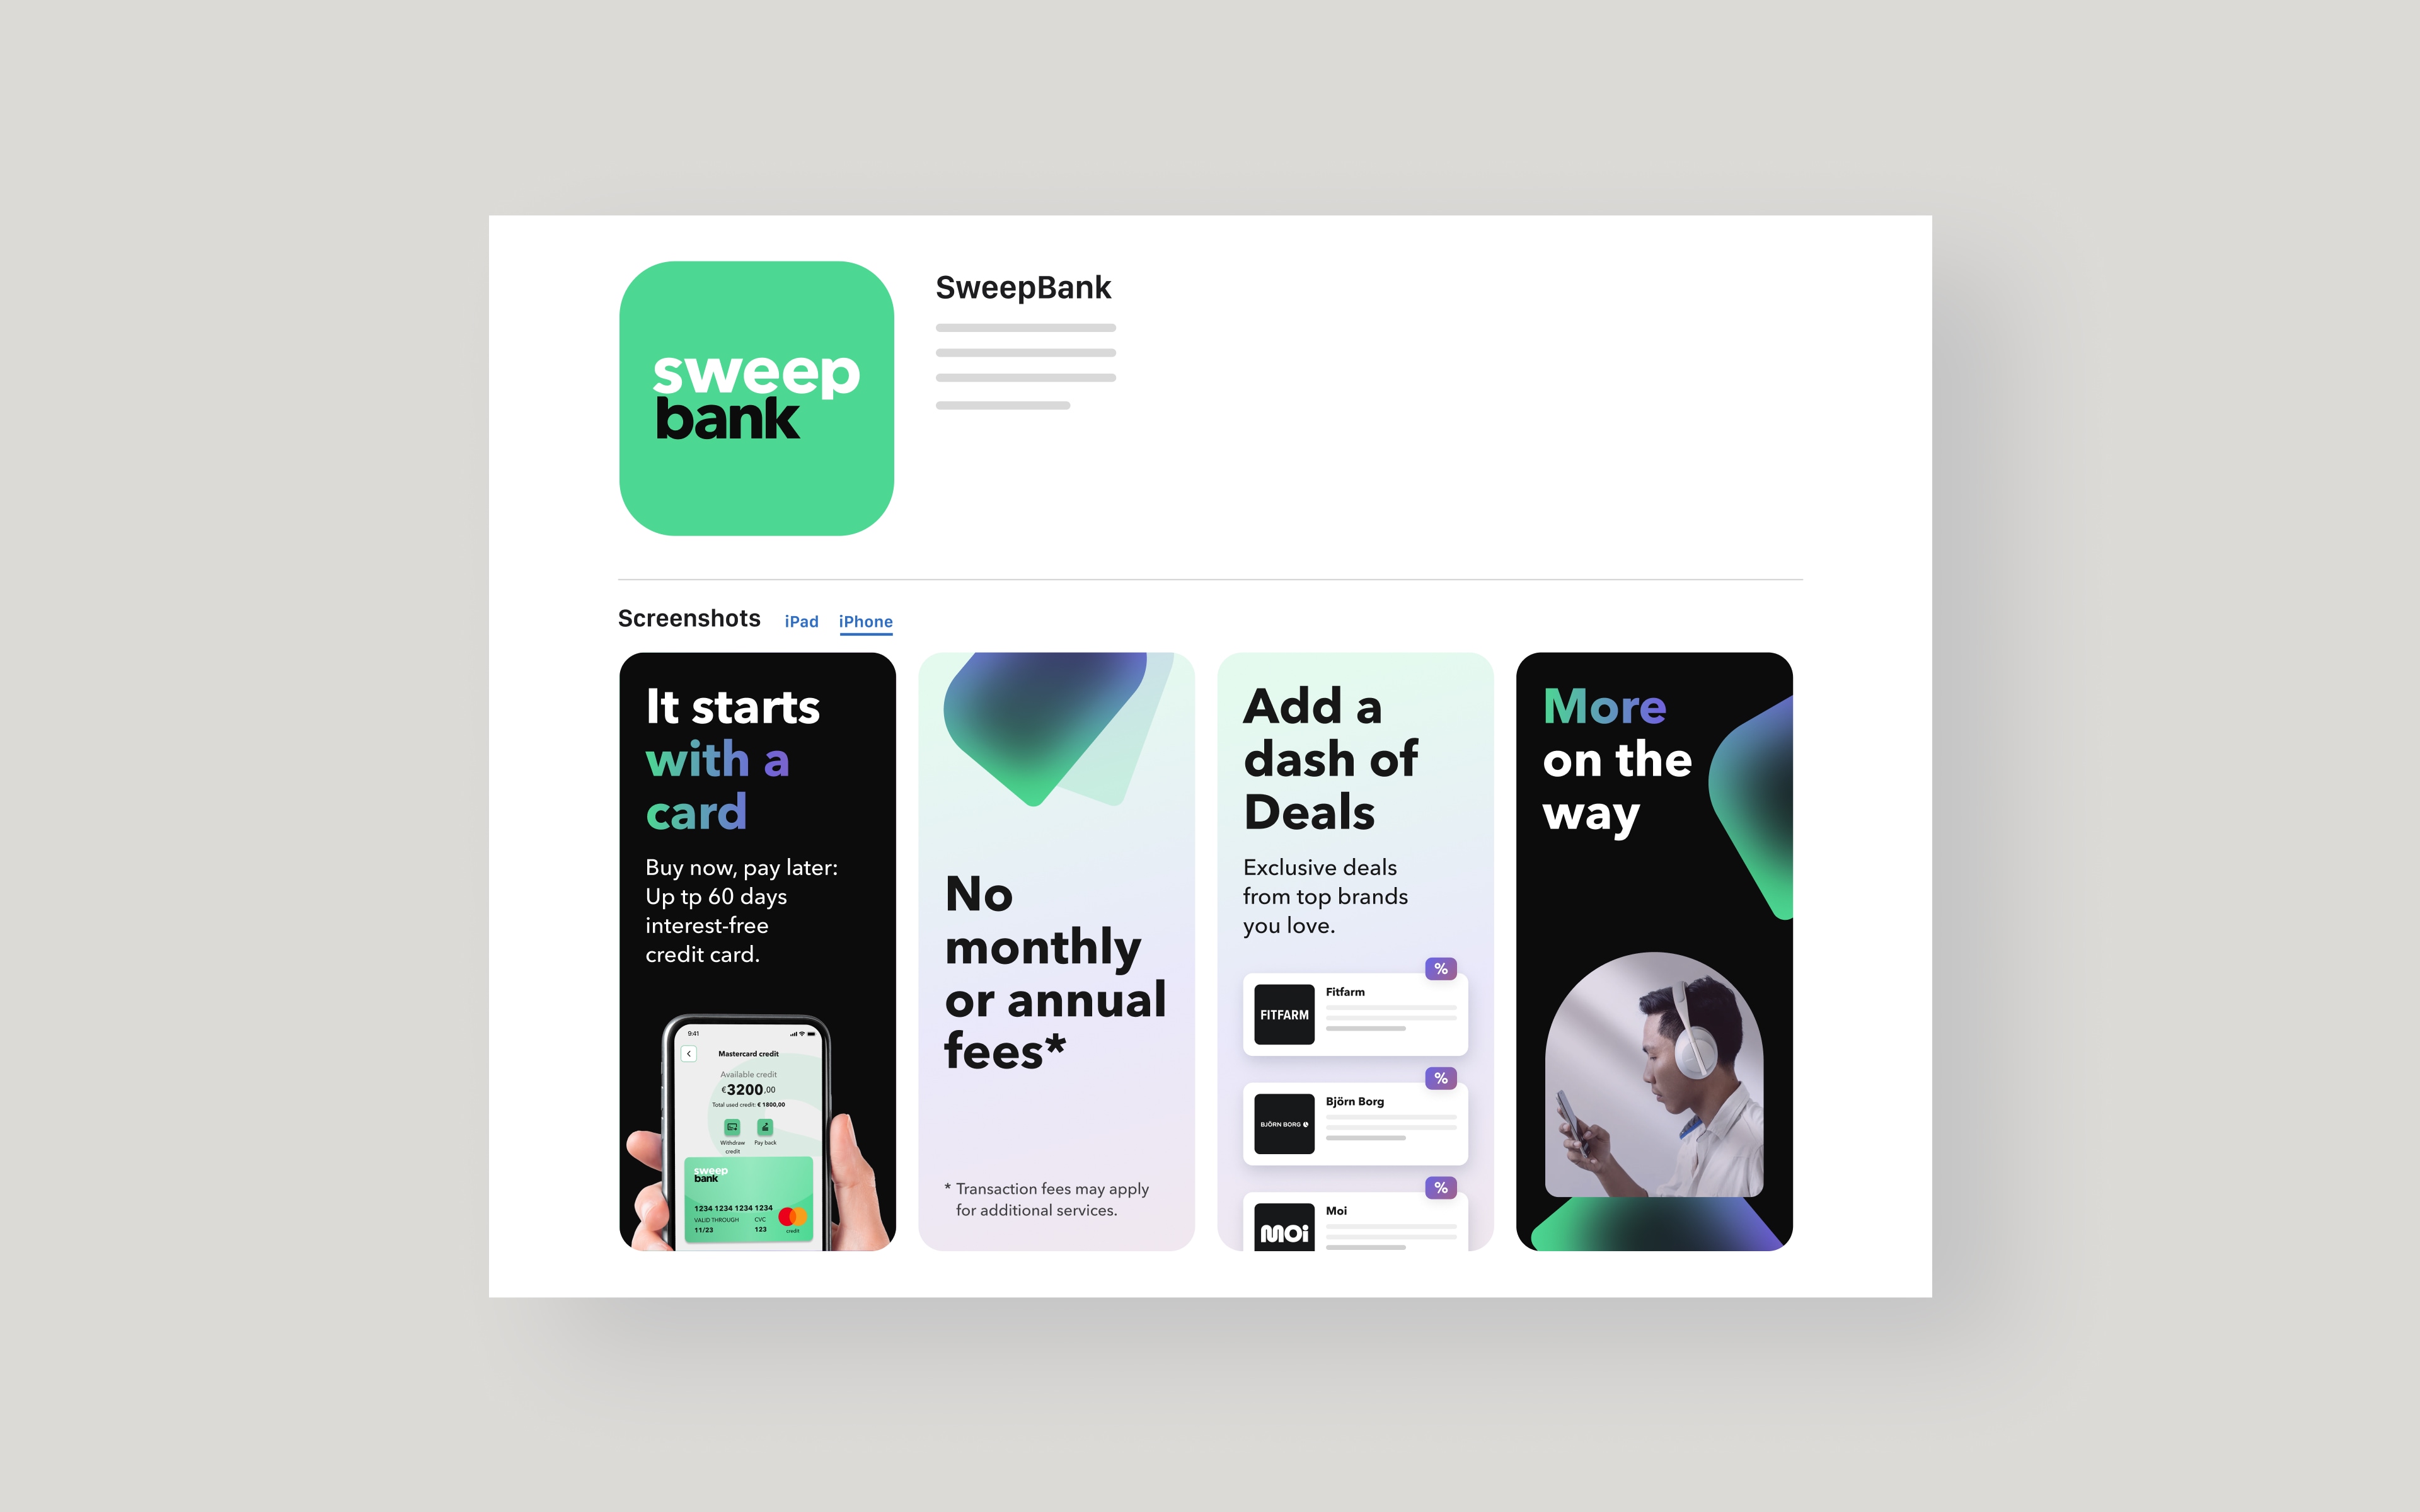 sweep
bank
SweepBank
Screenshots iPad iPhone
It starts
with a
card
Buy now, pay later:
Up tp 60 days
interest-free
credit card.
9:41
Mastercard credit
Available credit
€3200,00
Total used credit: € 1800,00
Withdraw
credit
Pay back
sweep
bank
1234 1234 1234 1234
VALID THROUGH CVC
11/23 123
credit
No
monthly
or annual
fees*
* Transaction fees may apply
for additional services.
Add a
dash of
Deals
Exclusive deals
from top brands
you love.
%
FITFARM
Fitfarm
%
BJÖRN BORG
Björn Borg
%
MOi
Moi
More
on the
way